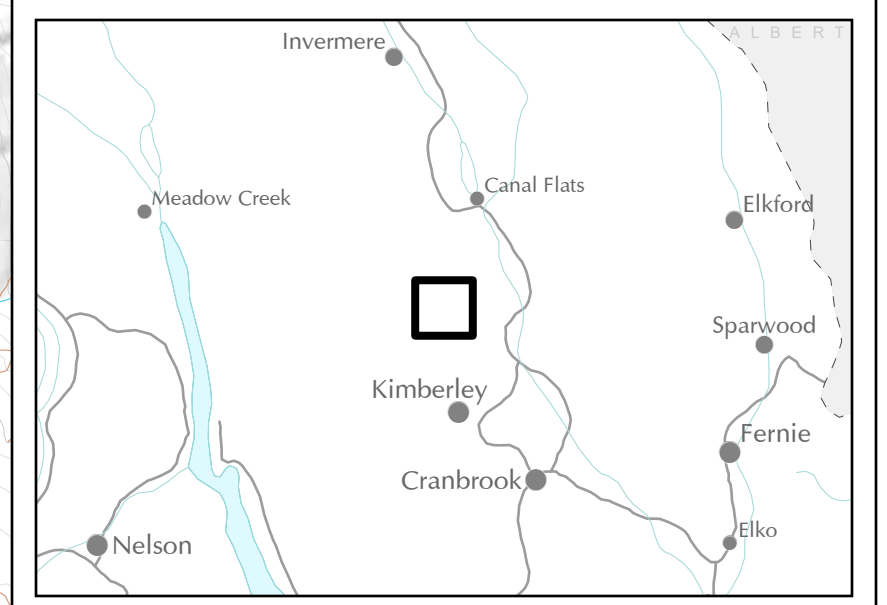 ALBERT
Invermere
Canal Flats
Meadow Creek
Elkford
Sparwood
Kimberley
Fernie
Cranbrook
Elko
Nelson